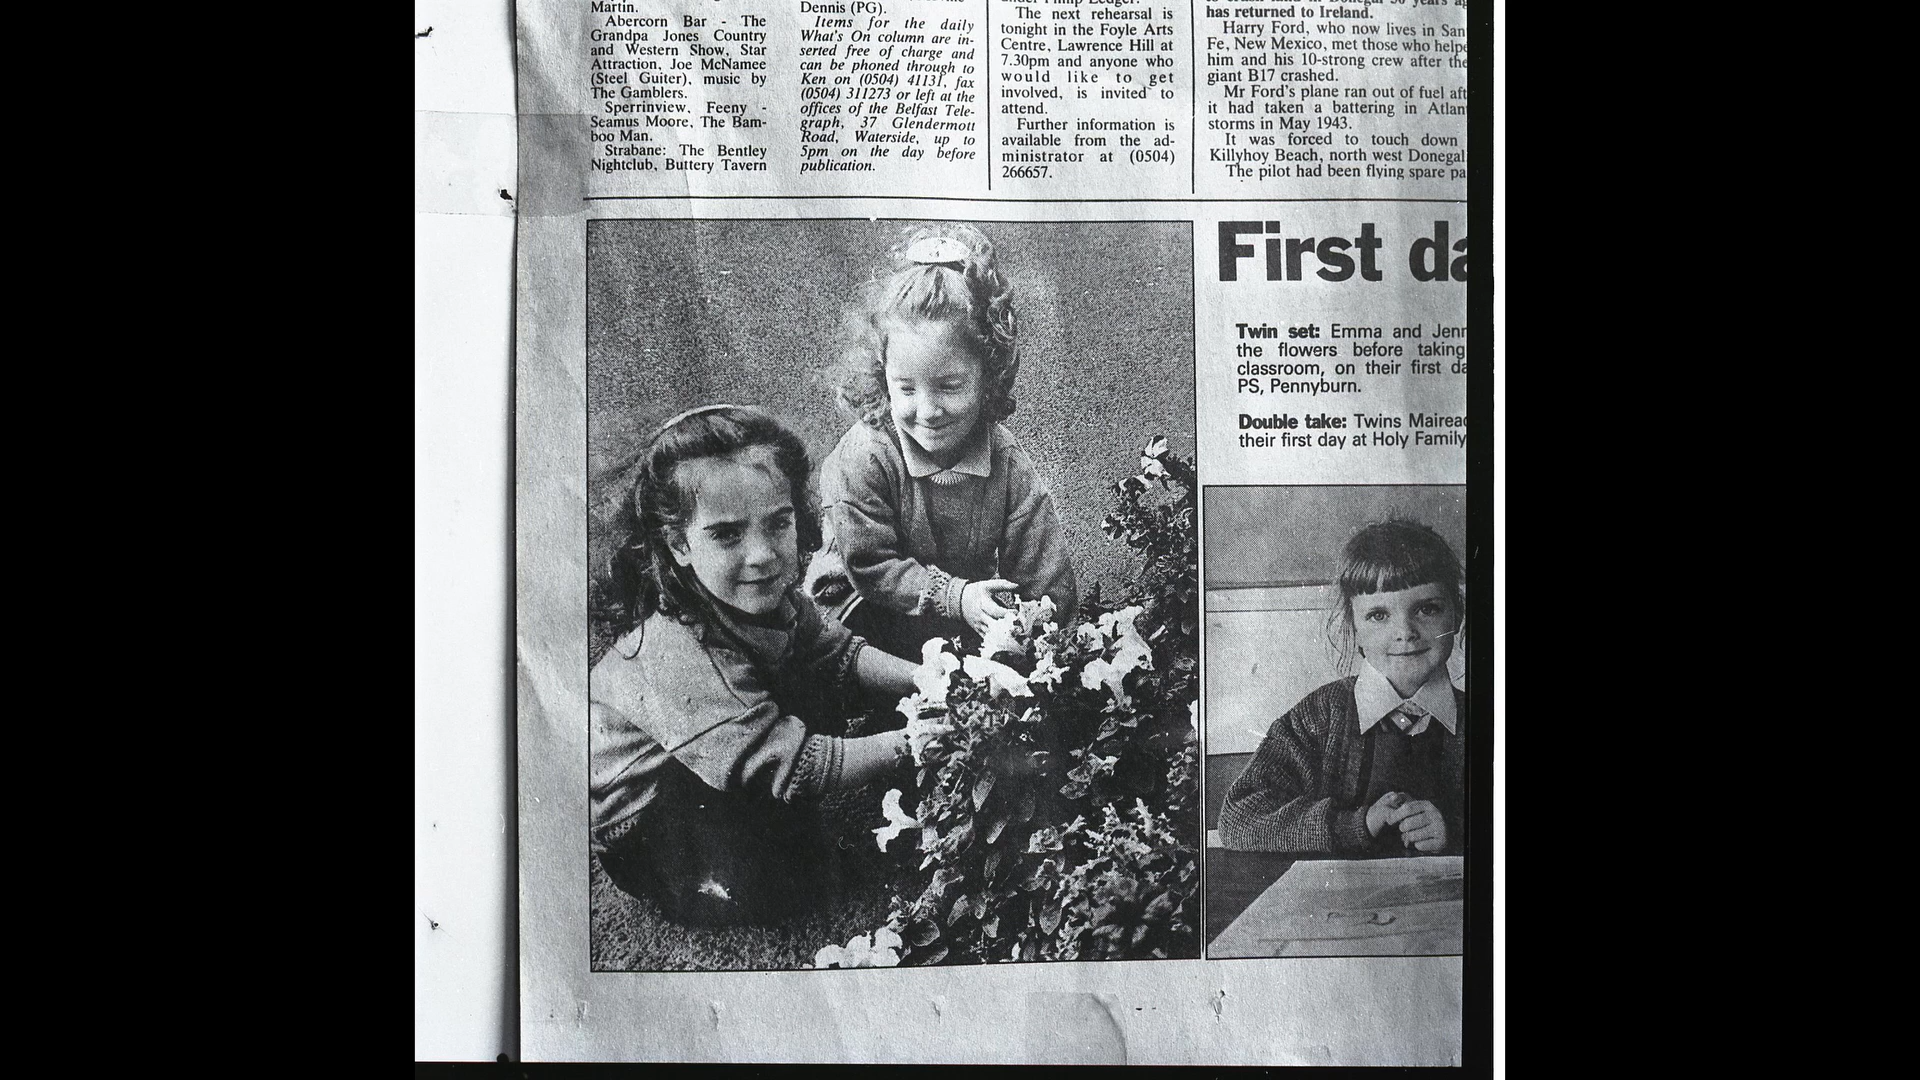 Martin.
Abercorn Bar - The
Grandpa Jones Country
and Western Show, Star
Attraction, Joe McNamee
(Steel Guiter), music by
The Gamblers.
Sperrinview, Feeny -
Seamus Moore, The Bam-
boo Man.
Strabane: The Bentley
Nightclub, Buttery Tavern
Dennis (PG).
Items for the daily
What's On column are in-
serted free of charge and
can be phoned through to
Ken on (0504) 41131, fax
(0504) 311273 or left at the
offices of the Belfast Tele-
graph, 37 Glendermott
Road, Waterside, up to
5pm on the day before
publication.
under Philip Ledger.
The next rehearsal is
tonight in the Foyle Arts
Centre, Lawrence Hill at
7.30pm and anyone who
would like to get
involved, is invited to
attend.
Further information is
available from the ad-
ministrator at (0504)
266657.
has returned to Ireland.
Harry Ford, who now lives in San
Fe, New Mexico, met those who helpe
him and his 10-strong crew after the
giant B17 crashed.
Mr Ford's plane ran out of fuel aft
it had taken a battering in Atlan
storms in May 1943.
It was forced to touch down
Killyhoy Beach, north west Donegal
The pilot had been flying spare pa
First da
Twin set: Emma and Jenn
the flowers before taking
classroom, on their first da
PS, Pennyburn.
Double take: Twins Mairead
their first day at Holy Family